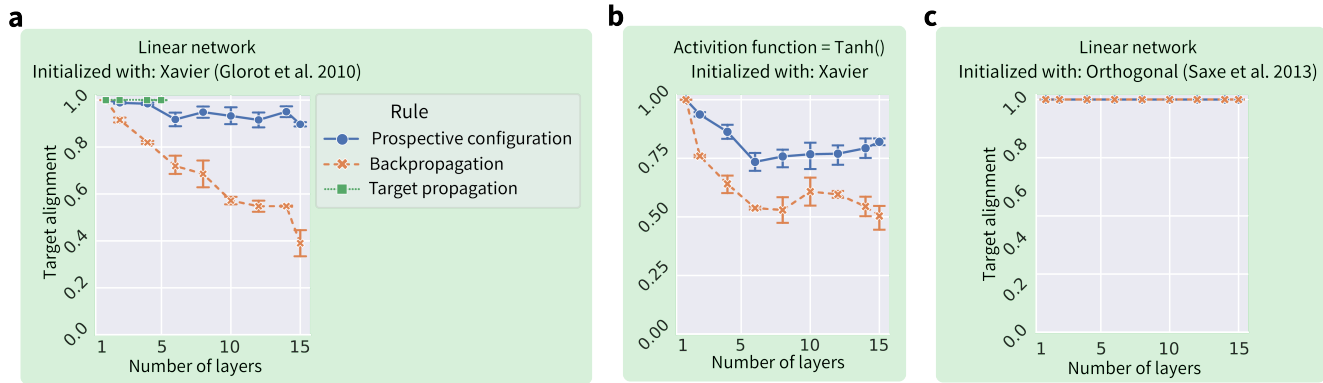 a
Linear network
Initialized with: Xavier (Glorot et al. 2010)
1.0
0.8
0.6
0.4
0.2
0.0
Target alignment
1 5 10 15
Number of layers
Rule
Prospective configuration
Backpropagation
Target propagation
b
Activition function = Tanh()
Initialized with: Xavier
1.00
0.75
0.50
0.25
0.00
1 5 10 15
Number of layers
c
Linear network
Initialized with: Orthogonal (Saxe et al. 2013)
1.0
0.8
0.6
0.4
0.2
0.0
Target alignment
1 5 10 15
Number of layers